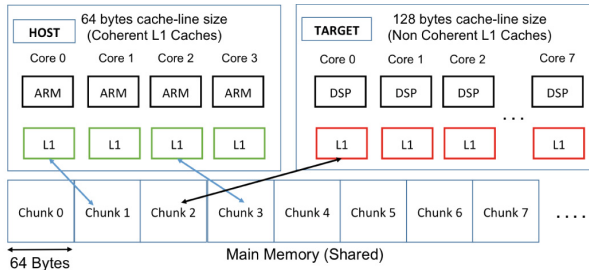 HOST
64 bytes cache-line size
(Coherent L1 Caches)
Core 0 Core 1 Core 2 Core 3
ARM ARM ARM ARM
L1 L1 L1 L1
TARGET
128 bytes cache-line size
(Non Coherent L1 Caches)
Core 0 Core 1 Core 2 Core 7
DSP DSP DSP DSP
. . .
L1 L1 L1 L1
Chunk 0 Chunk 1 Chunk 2 Chunk 3 Chunk 4 Chunk 5 Chunk 6 Chunk 7 . . . .
64 Bytes
Main Memory (Shared)